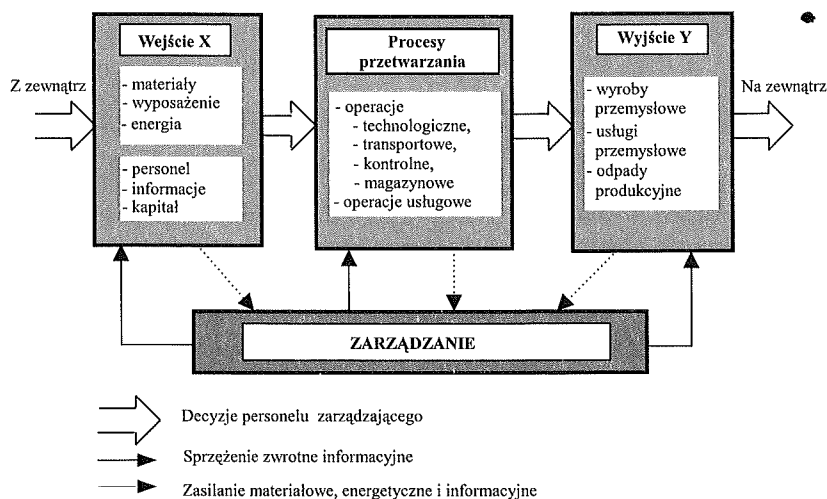 Wejście X
Procesy
przetwarzania
Wyjście Y
Z zewnątrz
- materiały
- wyposażenie
- energia
- personel
- informacje
- kapitał
- operacje
- technologiczne,
- transportowe,
- kontrolne,
- magazynowe
- operacje usługowe
- wyroby
przemysłowe
- usługi
przemysłowe
- odpady
produkcyjne
Na zewnątrz
ZARZĄDZANIE
Decyzje personelu zarządzającego
Sprzężenie zwrotne informacyjne
Zasilanie materiałowe, energetyczne i informacyjne